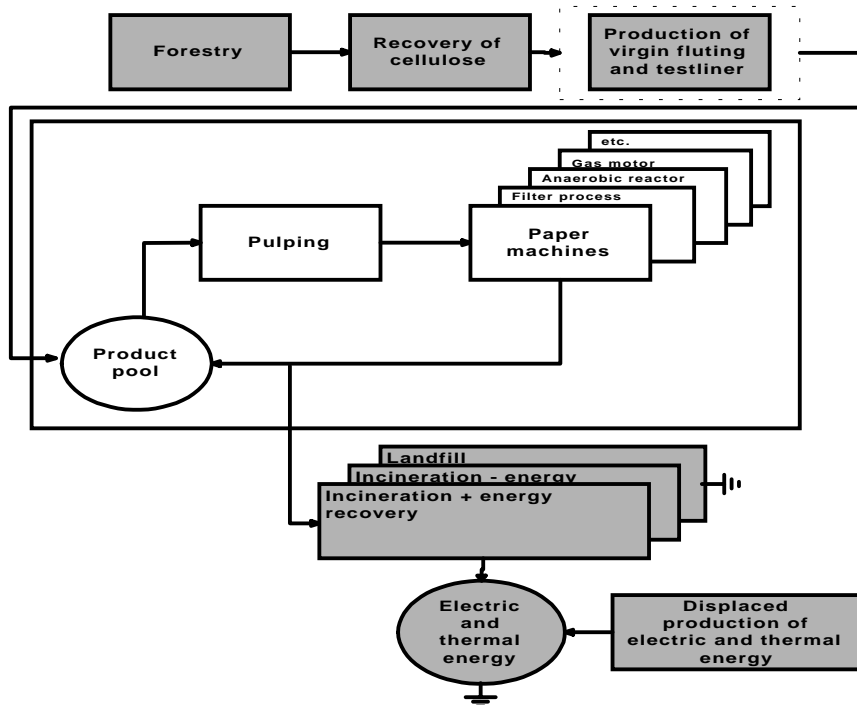 Forestry
Recovery of
cellulose
Production of
virgin fluting
and testliner
etc.
Gas motor
Anaerobic reactor
Filter process
Paper
machines
Pulping
Product
pool
Landfill
Incineration - energy
Incineration + energy
recovery
Electric
and
thermal
energy
Displaced
production of
electric and thermal
energy